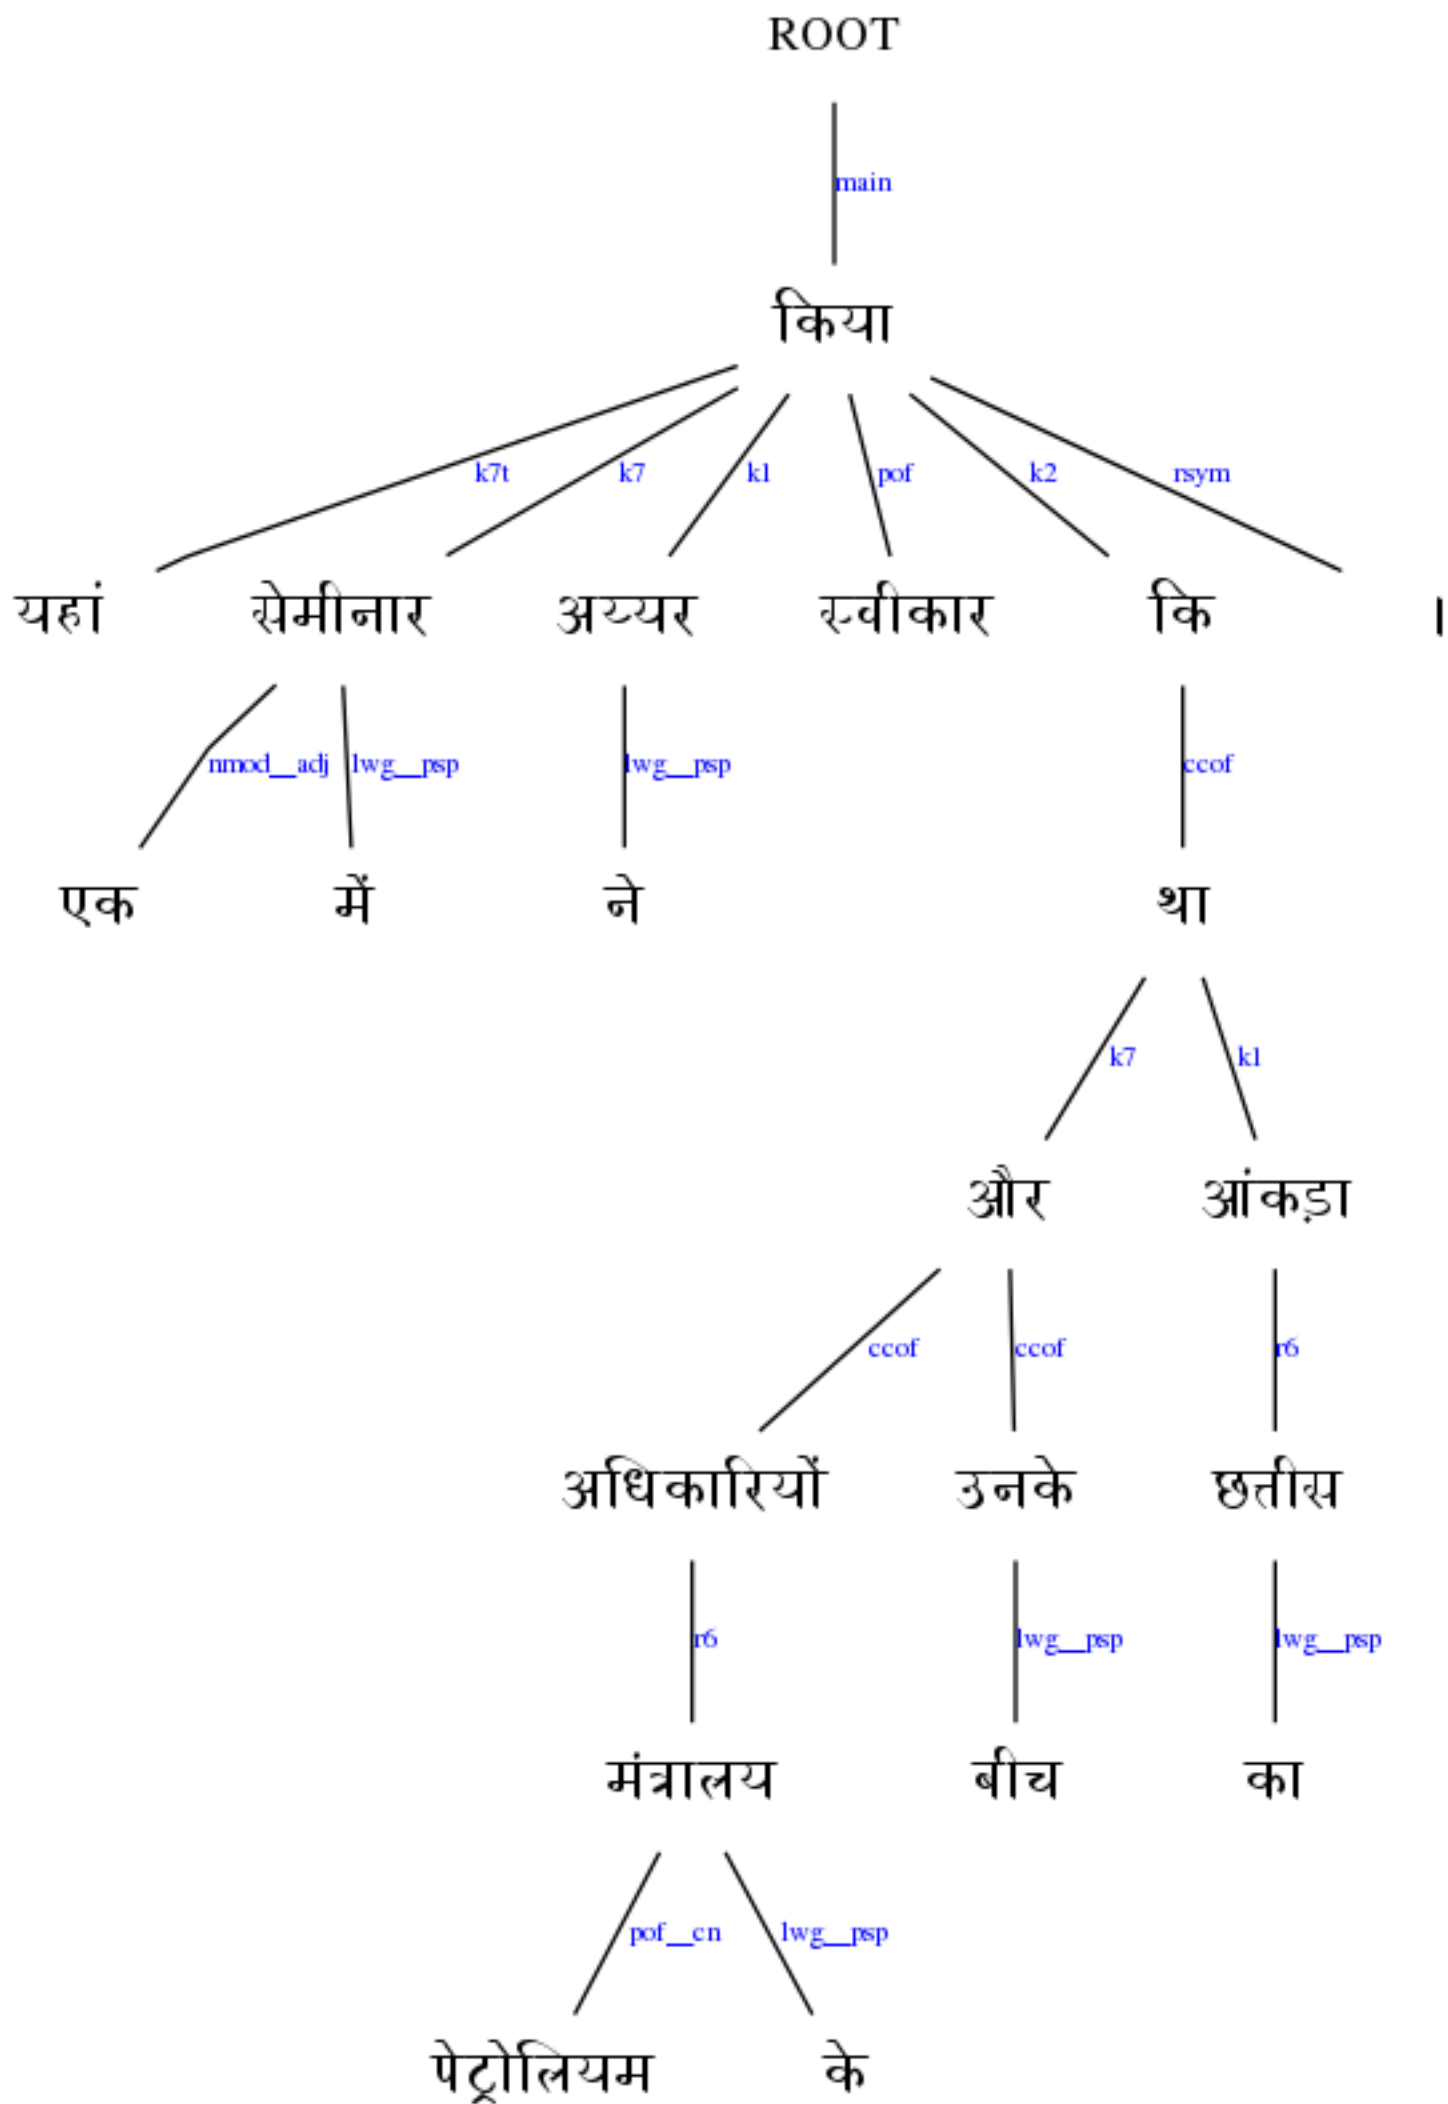 ROOT
main
किया
k7t k7 k1 pof k2 rsym
यहां सेमीनार अय्यर स्वीकार कि ।
nmod__adj lwg__psp lwg__psp ccof
एक में ने था
k7 k1
और आंकड़ा
ccof ccof r6
अधिकारियों उनके छत्तीस
r6 lwg__psp lwg__psp
मंत्रालय बीच का
pof__cn lwg__psp
पेट्रोलियम के